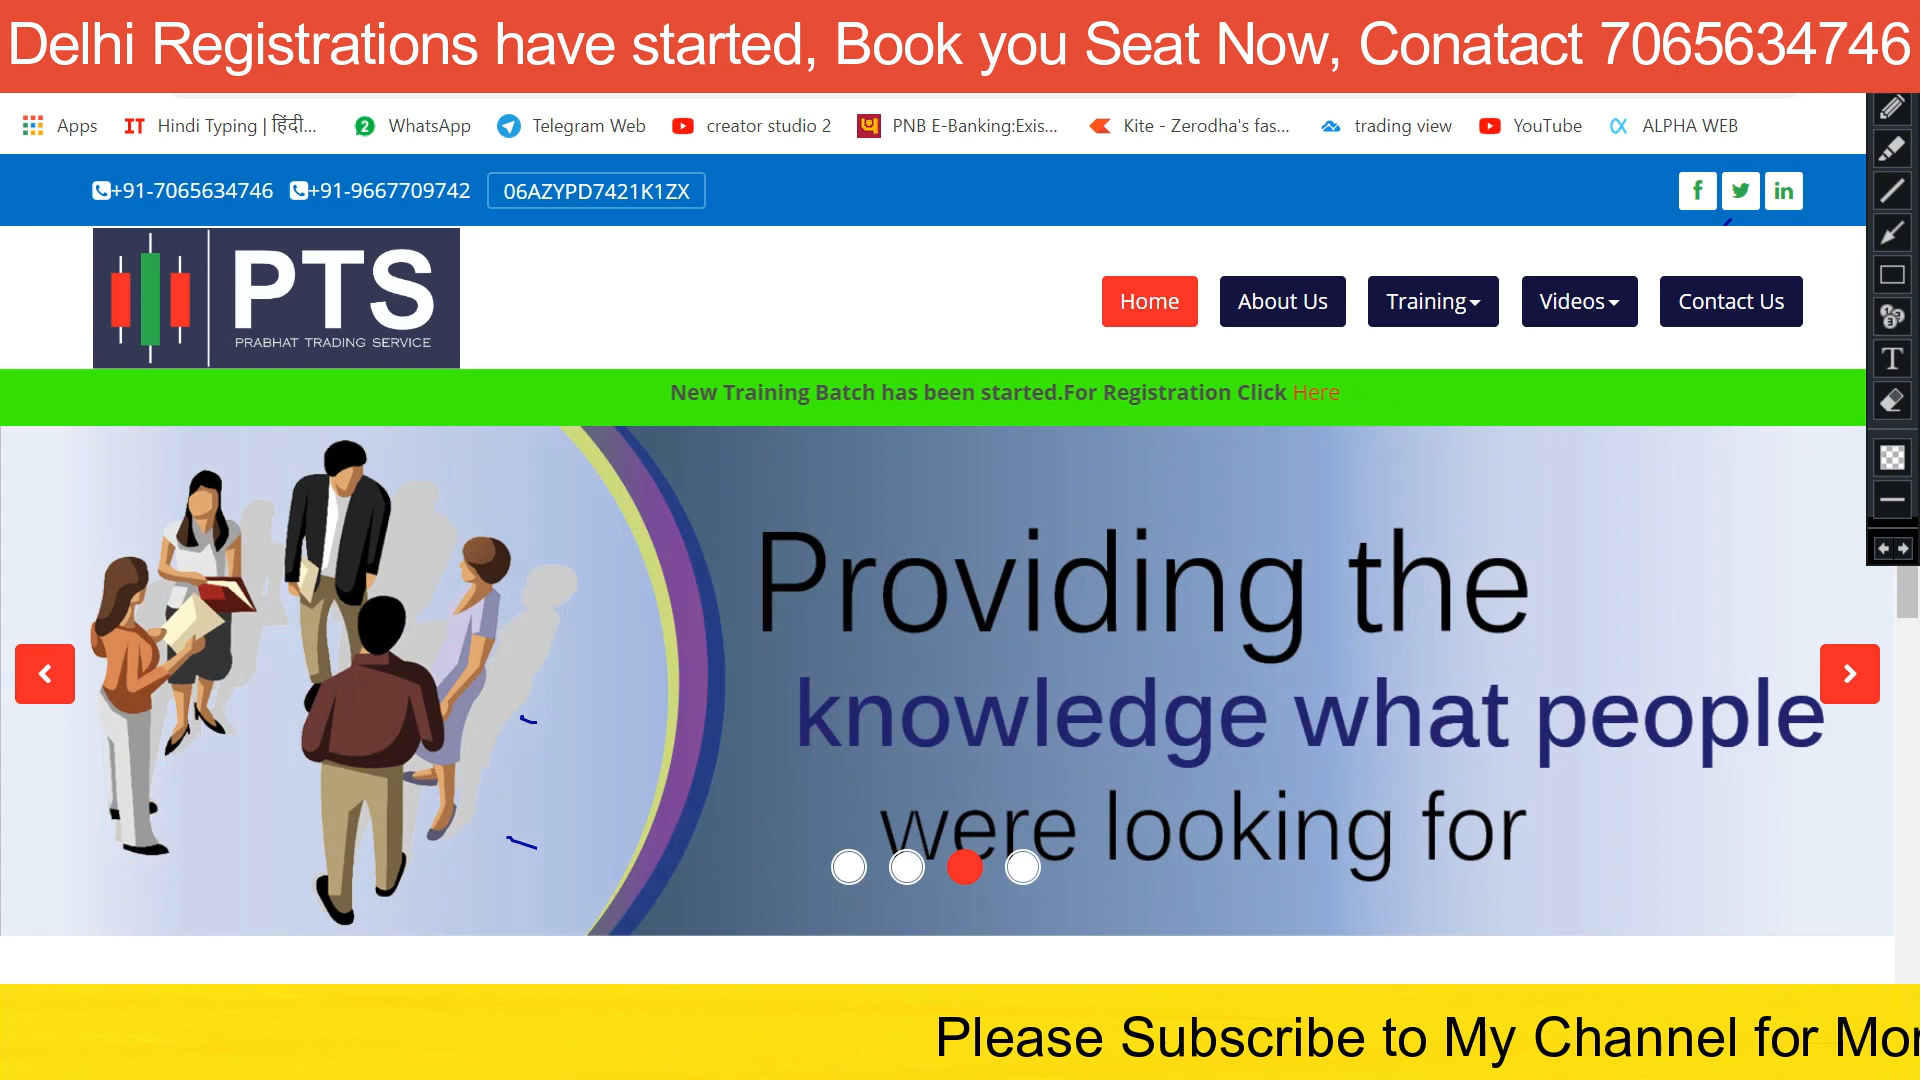 Delhi Registrations have started, Book you Seat Now, Conatact 7065634746
Apps IT Hindi Typing | हिंदी... 2 WhatsApp Telegram Web creator studio 2 PNB E-Banking:Exis... Kite - Zerodha's fas... trading view YouTube ALPHA WEB
+91-7065634746 +91-9667709742 06AZYPD7421K1ZX
PTS
PRABHAT TRADING SERVICE
Home About Us Training Videos Contact Us
New Training Batch has been started.For Registration Click Here
Providing the
knowledge what people
were looking for
Please Subscribe to My Channel for Mor